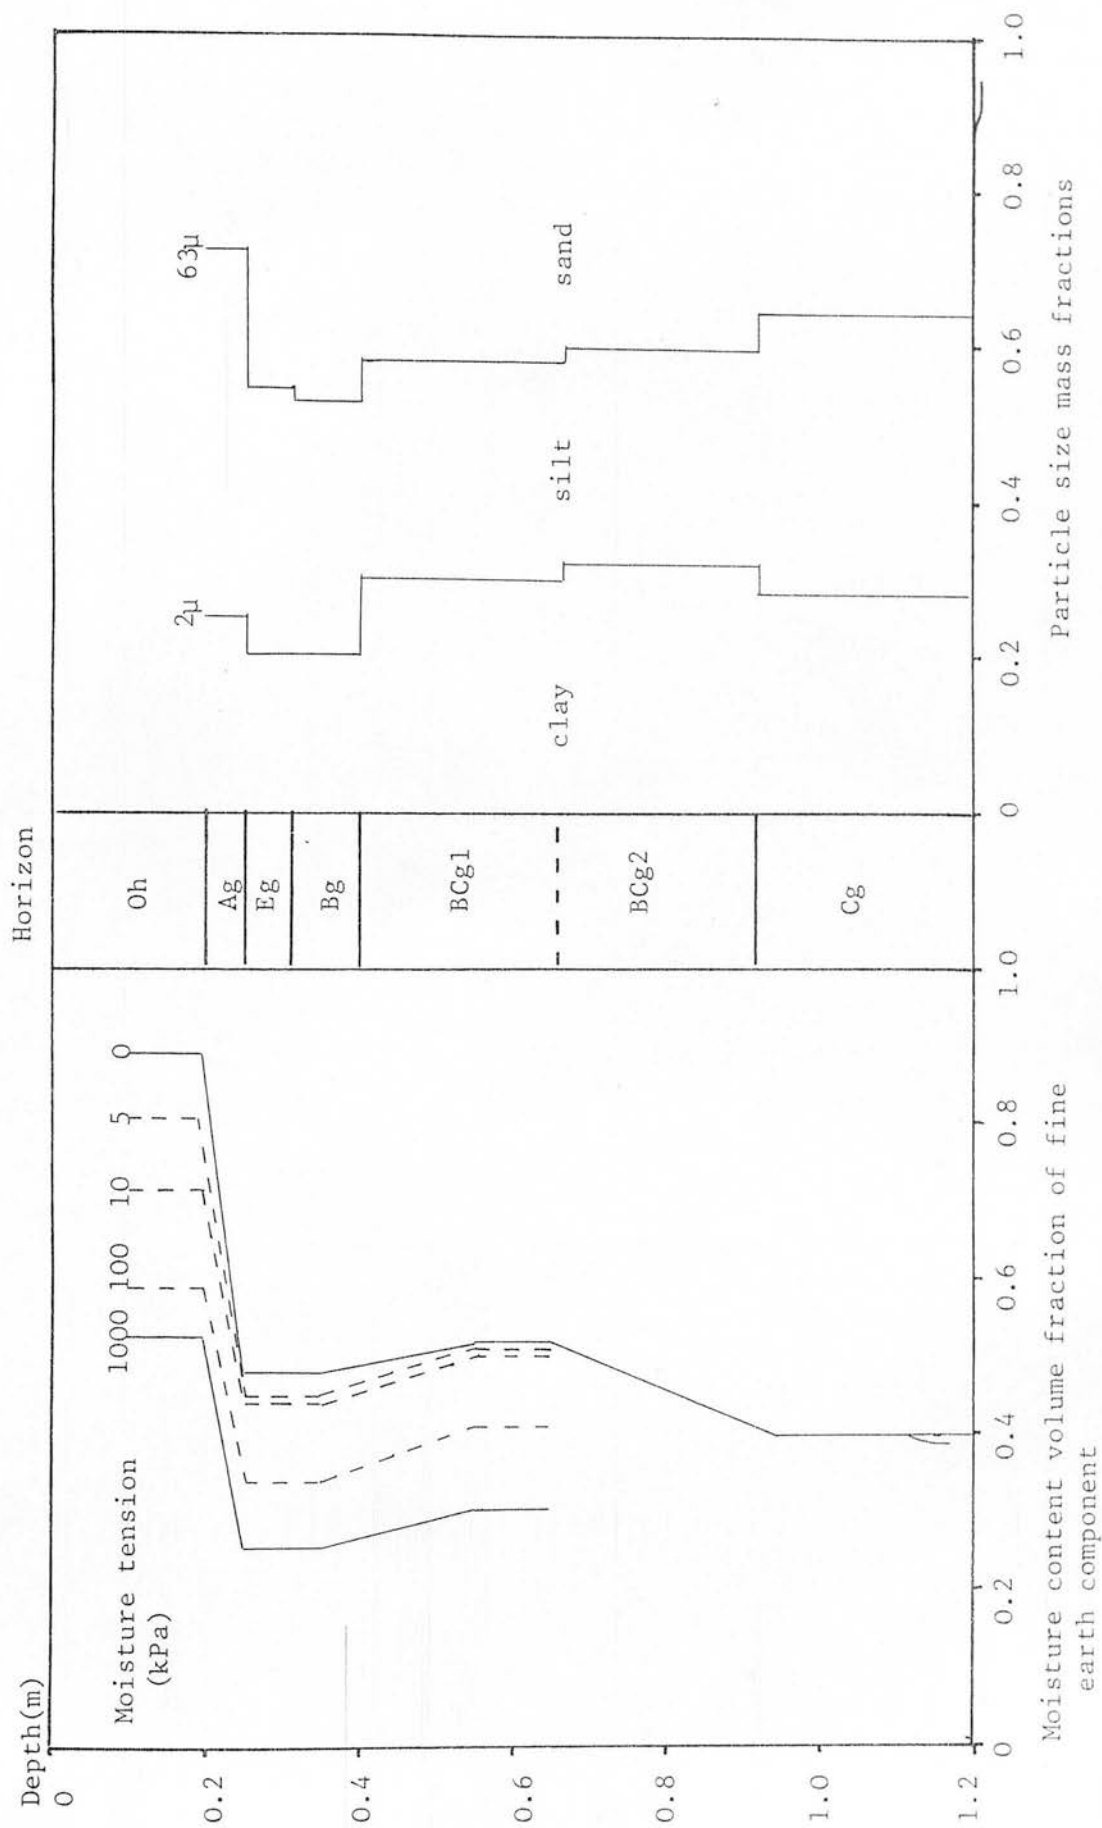 Horizon
Depth(m)
0
0.2
0.4
0.6
0.8
1.0
1.2
Moisture tension
(kPa)
1000
100
10
5
0
Oh
Ag
Eg
Bg
BCg1
BCg2
Cg
2μ
63μ
clay
silt
sand
0
0.2
0.4
0.6
0.8
1.0
0
0.2
0.4
0.6
0.8
1.0
Moisture content volume fraction of fine
earth component
Particle size mass fractions